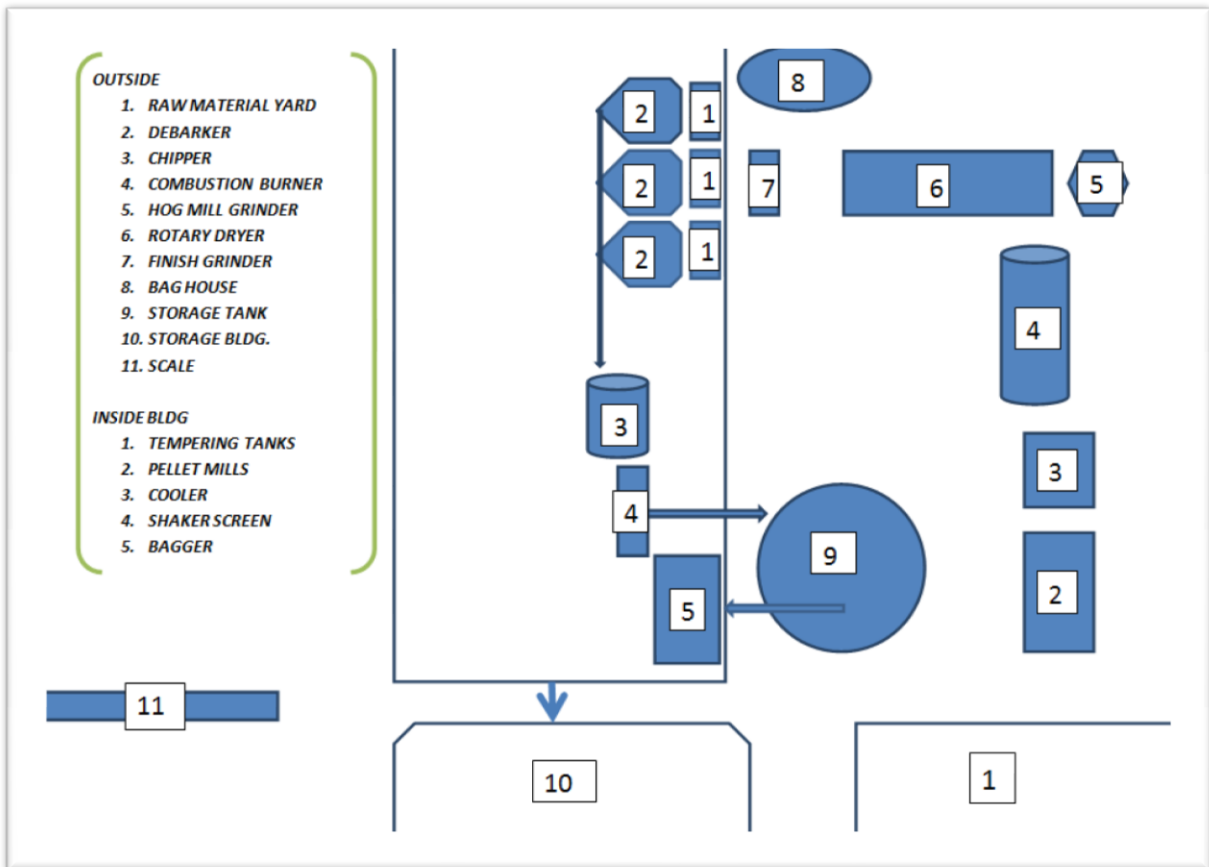 OUTSIDE
1. RAW MATERIAL YARD
2. DEBARKER
3. CHIPPER
4. COMBUSTION BURNER
5. HOG MILL GRINDER
6. ROTARY DRYER
7. FINISH GRINDER
8. BAG HOUSE
9. STORAGE TANK
10. STORAGE BLDG.
11. SCALE
INSIDE BLDG
1. TEMPERING TANKS
2. PELLET MILLS
3. COOLER
4. SHAKER SCREEN
5. BAGGER
8
2 1
2 1 7 6 5
2 1
4
3
3
4
9
2
5
11
10
1